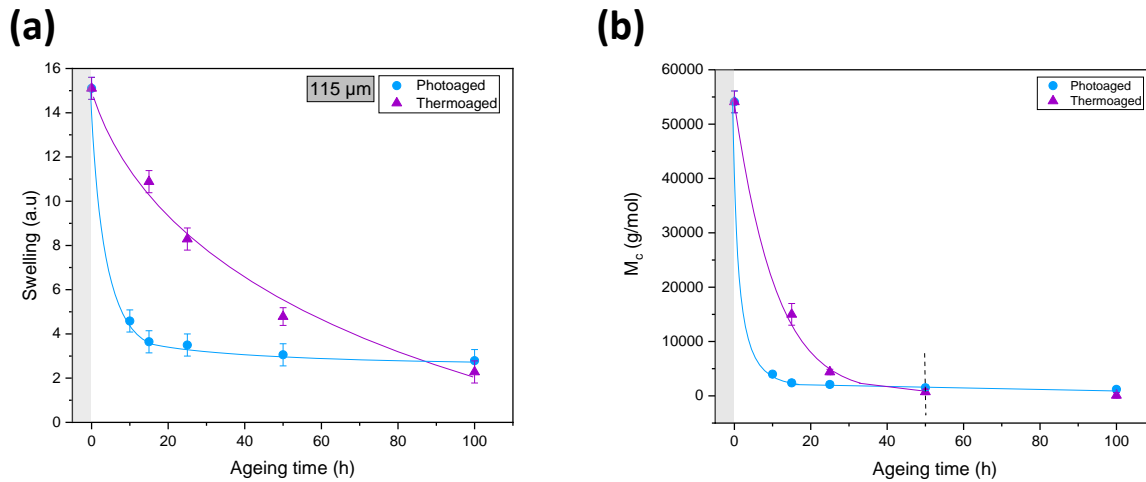 (a)
16
14
12
10
8
6
4
2
0
0 20 40 60 80 100
Swelling (a.u)
Ageing time (h)
115 µm
Photoaged
Thermoaged
(b)
60000
50000
40000
30000
20000
10000
0
0 20 40 60 80 100
M_c (g/mol)
Ageing time (h)
Photoaged
Thermoaged